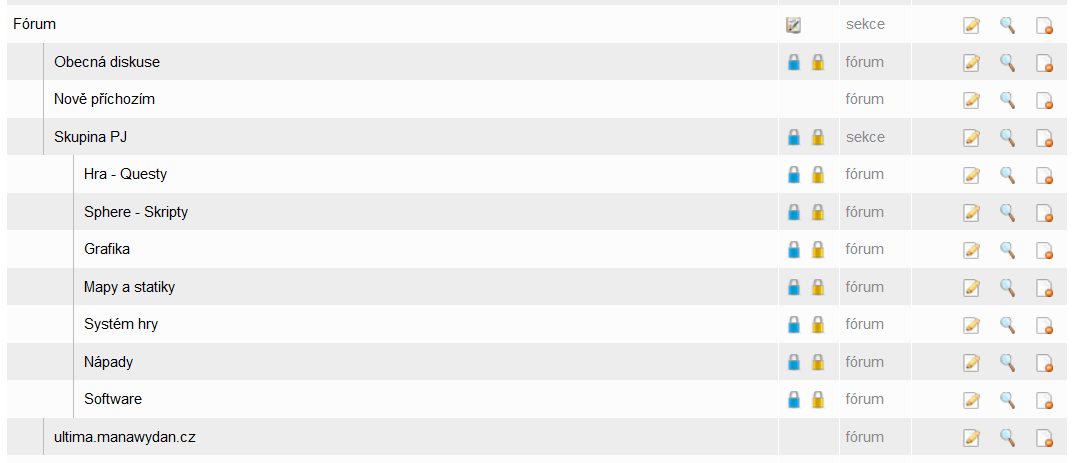 Fórum sekce
Obecná diskuse fórum
Nově příchozím fórum
Skupina PJ sekce
Hra - Questy fórum
Sphere - Skripty fórum
Grafika fórum
Mapy a statiky fórum
Systém hry fórum
Nápady fórum
Software fórum
ultima.manawydan.cz fórum